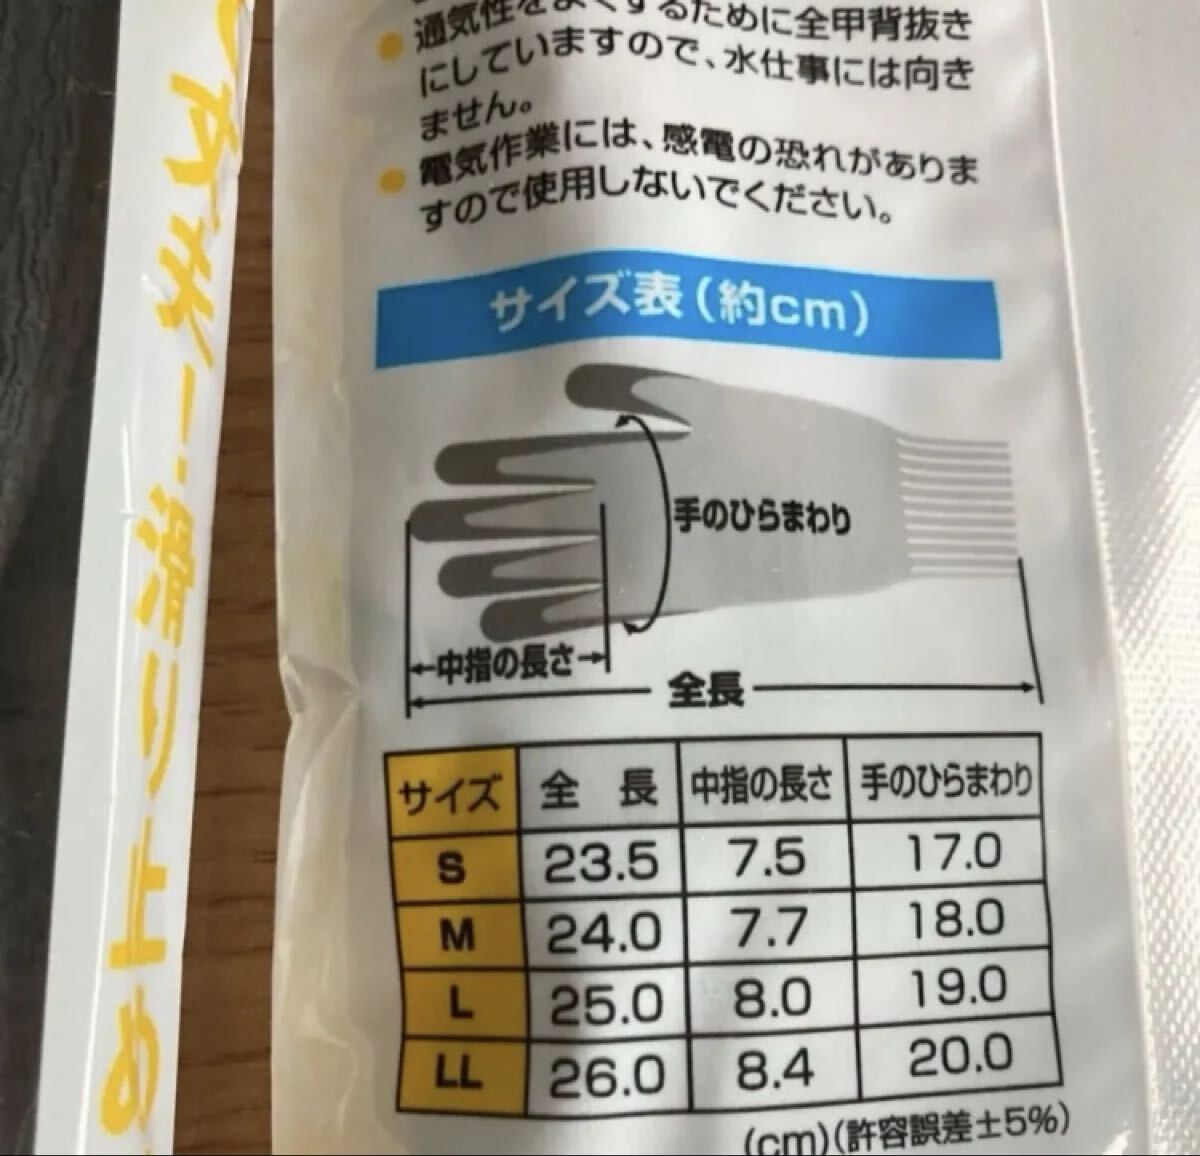 通気性をよくするために全甲背抜き
にしていますので、水仕事には向き
ません。
電気作業には、感電の恐れがありま
すので使用しないでください。
サイズ表(約cm)
手のひらまわり
中指の長さ
全長
サイズ 全長 中指の長さ 手のひらまわり
S 23.5 7.5 17.0
M 24.0 7.7 18.0
L 25.0 8.0 19.0
LL 26.0 8.4 20.0
(cm)(許容誤差±5%)
滑り止め